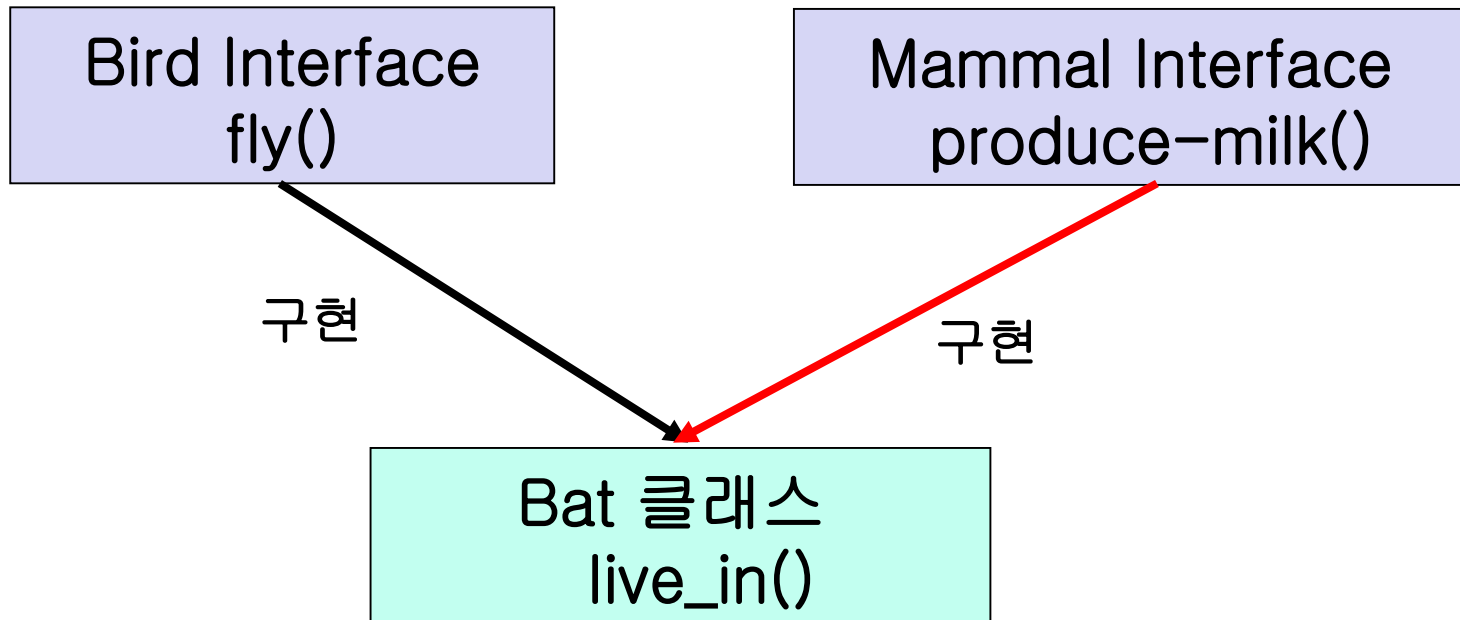 Bird Interface
fly()
Mammal Interface
produce-milk()
구현
구현
Bat 클래스
live_in()